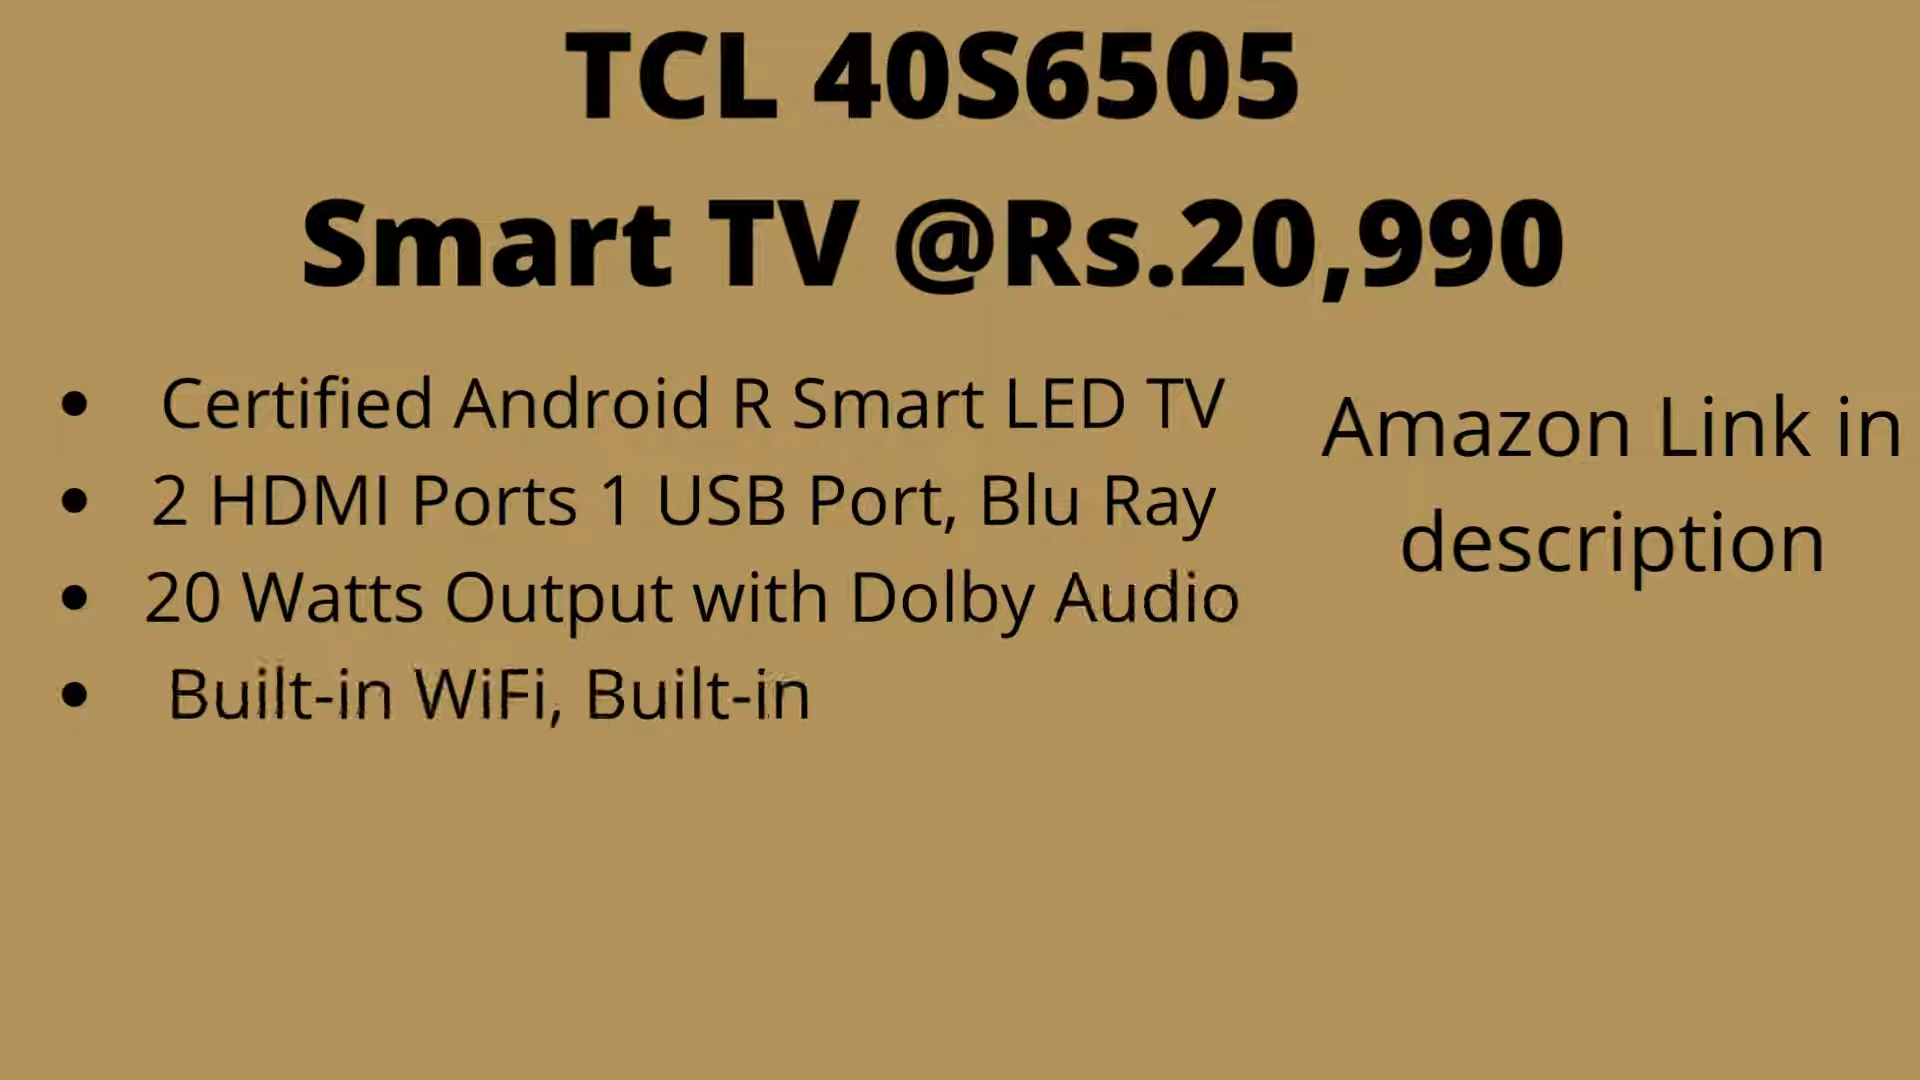 TCL 40S6505
Smart TV @Rs.20,990
• Certified Android R Smart LED TV
• 2 HDMI Ports 1 USB Port, Blu Ray
• 20 Watts Output with Dolby Audio
• Built-in WiFi, Built-in
Amazon Link in
description